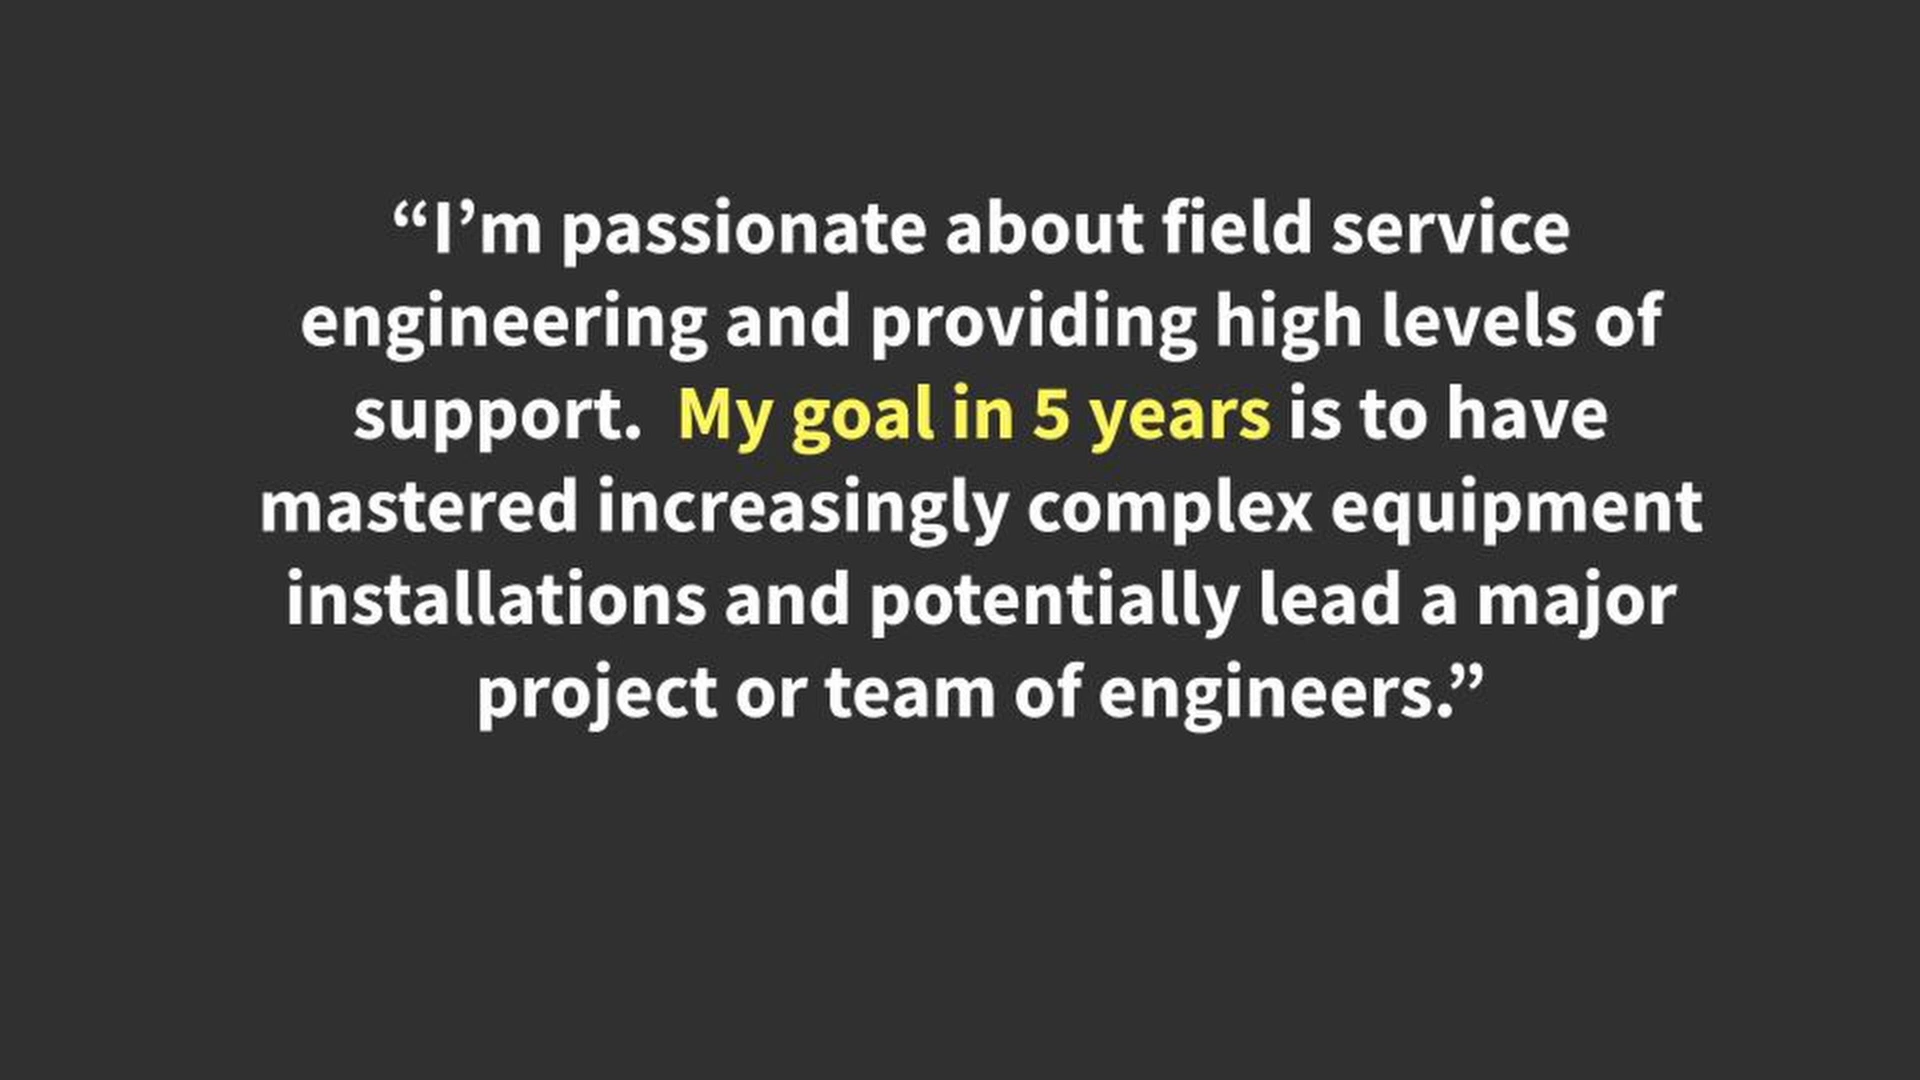 “I’m passionate about field service
engineering and providing high levels of
support.  My goal in 5 years is to have
mastered increasingly complex equipment
installations and potentially lead a major
project or team of engineers.”